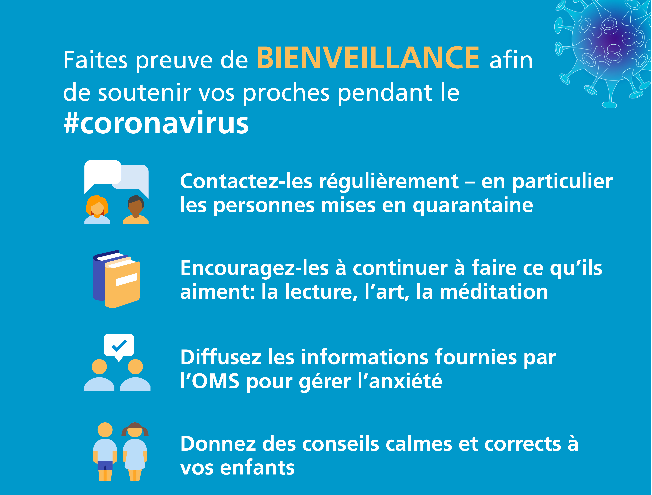 Faites preuve de BIENVEILLANCE afin
de soutenir vos proches pendant le
#coronavirus
Contactez-les régulièrement – en particulier
les personnes mises en quarantaine
Encouragez-les à continuer à faire ce qu’ils
aiment: la lecture, l’art, la méditation
Diffusez les informations fournies par
l’OMS pour gérer l’anxiété
Donnez des conseils calmes et corrects à
vos enfants